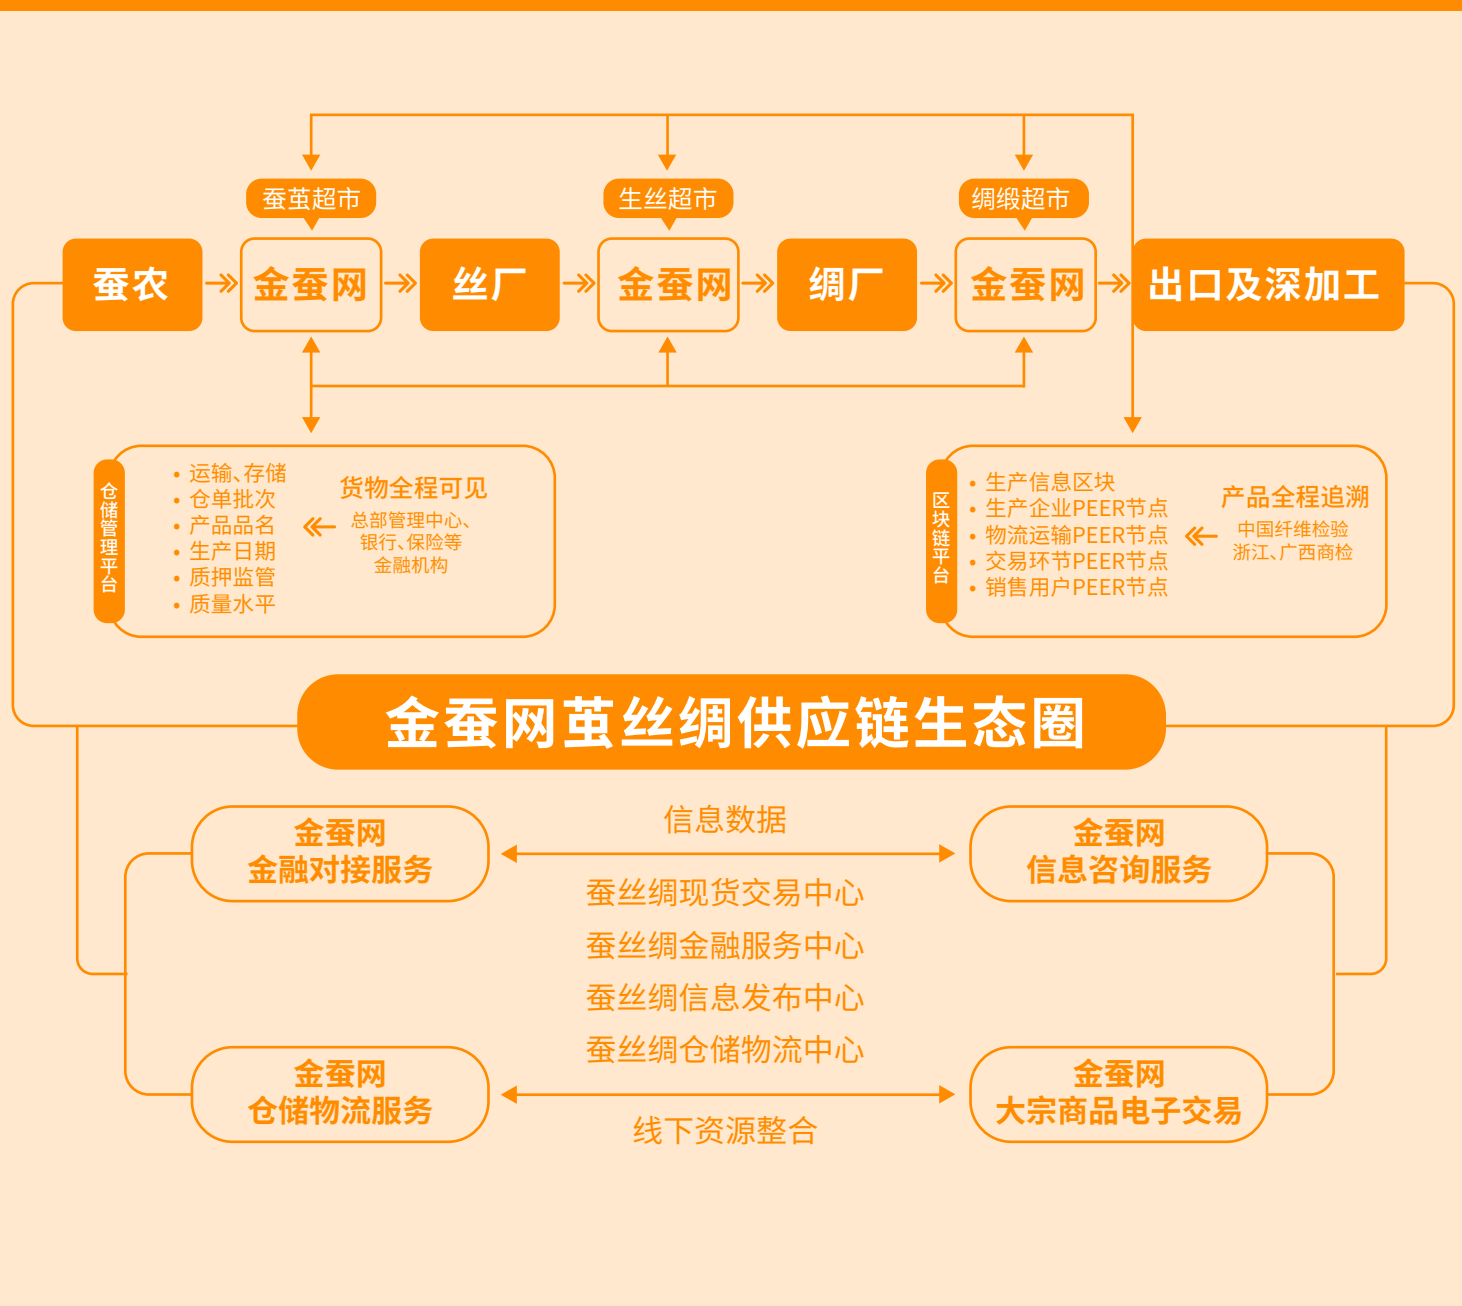 蚕茧超市
生丝超市
绸缎超市
蚕农
金蚕网
丝厂
金蚕网
绸厂
金蚕网
出口及深加工
仓储管理平台
• 运输、存储
• 仓单批次
• 产品品名
• 生产日期
• 质押监管
• 质量水平
货物全程可见
总部管理中心、
银行、保险等
金融机构
区块链平台
• 生产信息区块
• 生产企业PEER节点
• 物流运输PEER节点
• 交易环节PEER节点
• 销售用户PEER节点
产品全程追溯
中国纤维检验
浙江、广西商检
金蚕网茧丝绸供应链生态圈
金蚕网
金融对接服务
信息数据
金蚕网
信息咨询服务
蚕丝绸现货交易中心
蚕丝绸金融服务中心
蚕丝绸信息发布中心
蚕丝绸仓储物流中心
金蚕网
仓储物流服务
线下资源整合
金蚕网
大宗商品电子交易